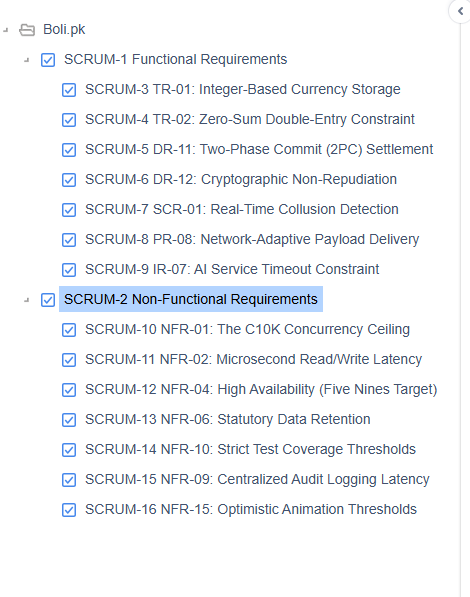 Boli.pk
SCRUM-1 Functional Requirements
SCRUM-3 TR-01: Integer-Based Currency Storage
SCRUM-4 TR-02: Zero-Sum Double-Entry Constraint
SCRUM-5 DR-11: Two-Phase Commit (2PC) Settlement
SCRUM-6 DR-12: Cryptographic Non-Repudiation
SCRUM-7 SCR-01: Real-Time Collusion Detection
SCRUM-8 PR-08: Network-Adaptive Payload Delivery
SCRUM-9 IR-07: AI Service Timeout Constraint
SCRUM-2 Non-Functional Requirements
SCRUM-10 NFR-01: The C10K Concurrency Ceiling
SCRUM-11 NFR-02: Microsecond Read/Write Latency
SCRUM-12 NFR-04: High Availability (Five Nines Target)
SCRUM-13 NFR-06: Statutory Data Retention
SCRUM-14 NFR-10: Strict Test Coverage Thresholds
SCRUM-15 NFR-09: Centralized Audit Logging Latency
SCRUM-16 NFR-15: Optimistic Animation Thresholds